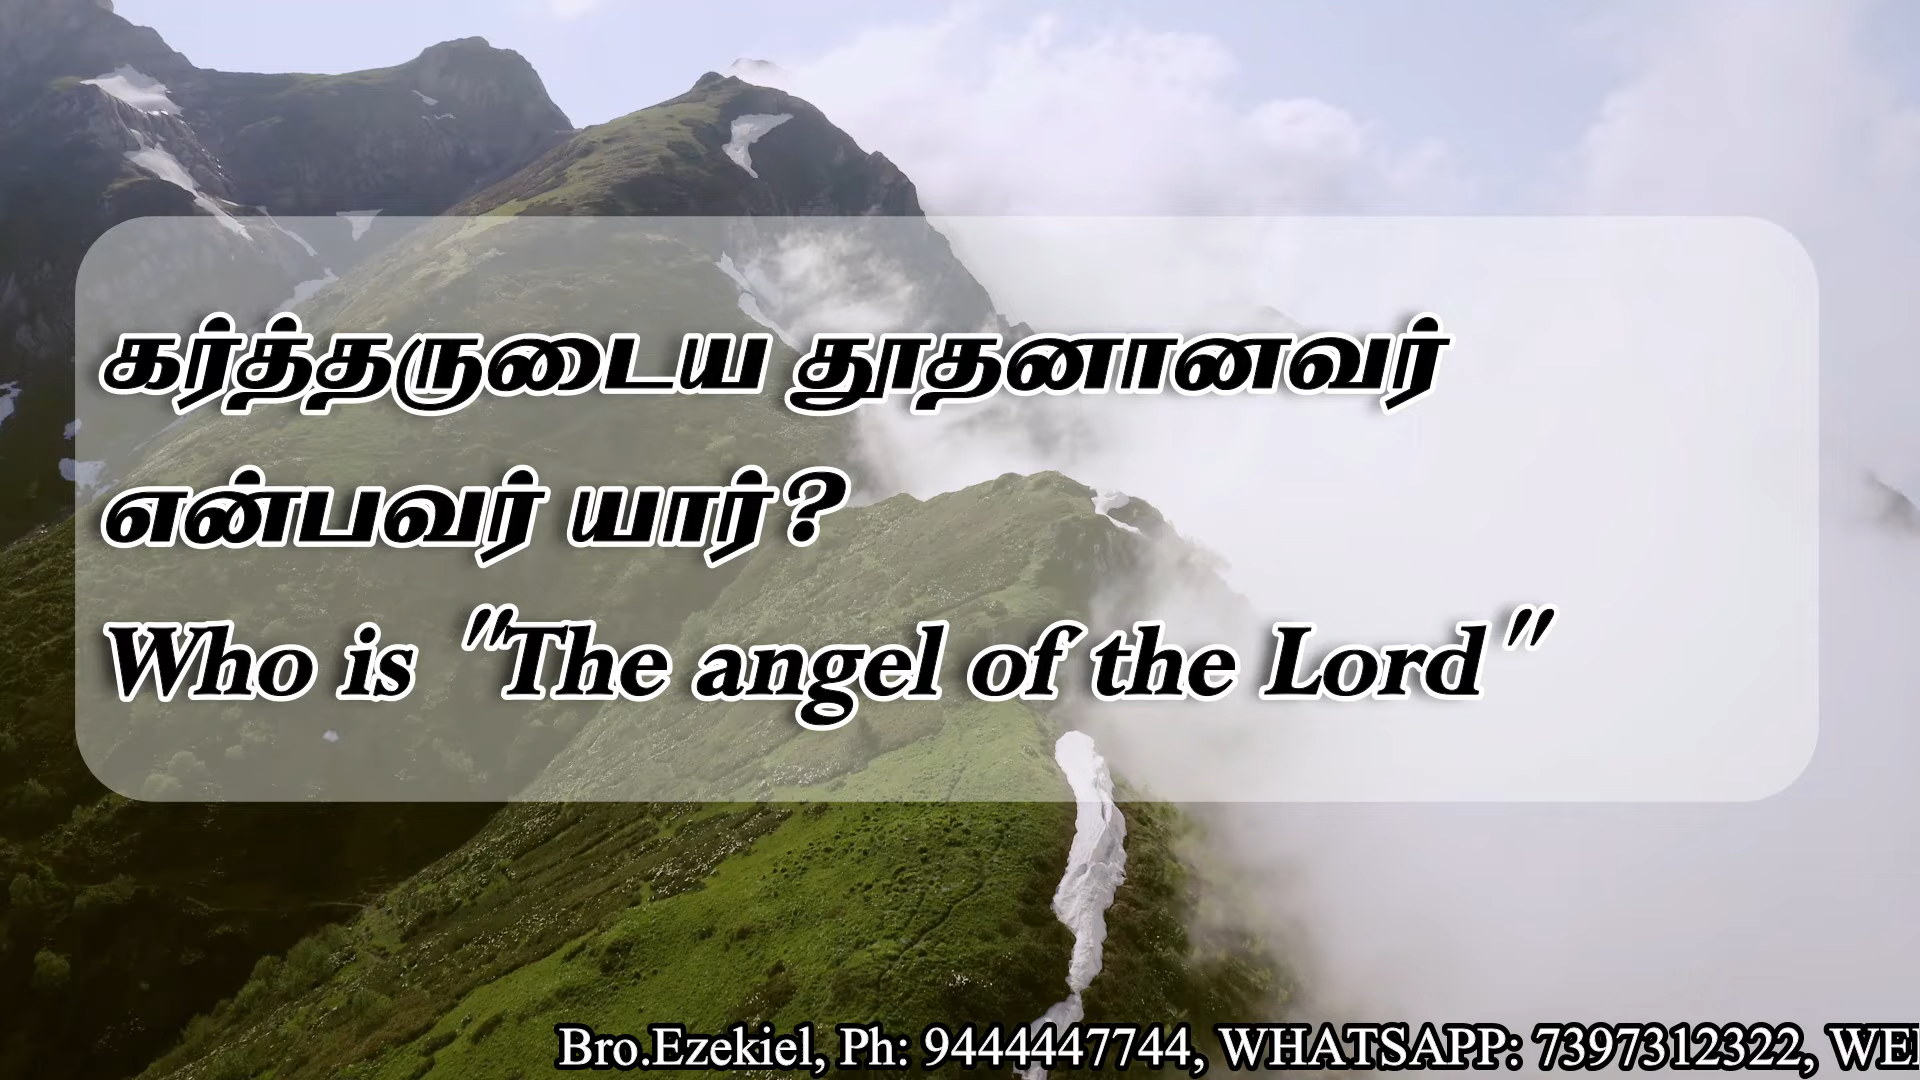 கர்த்தருடைய தூதனானவர்
என்பவர் யார்?
Who is "The angel of the Lord"
Bro.Ezekiel, Ph: 9444447744, WHATSAPP: 7397312322,